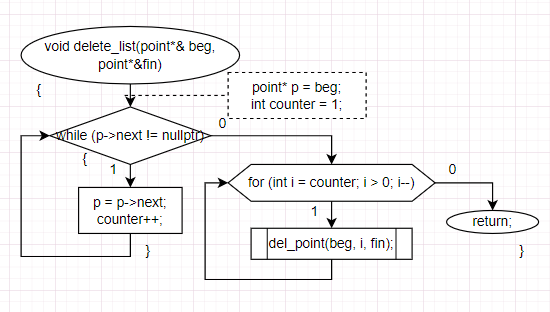 void delete_list(point*& beg,
point*&fin)
{
point* p = beg;
int counter = 1;
while (p->next != nullptr)
0
{
1
p = p->next;
counter++;
}
for (int i = counter; i > 0; i--)
0
1
del_point(beg, i, fin);
return;
}